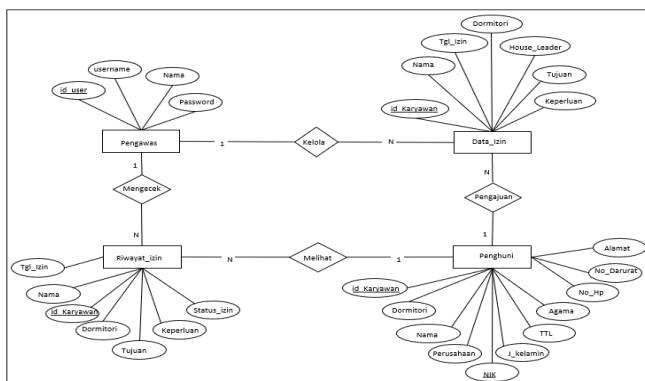 Dormitori
Tgl_Izin
House_Leader
username
Nama
Nama
Tujuan
id_user
Password
Keperluan
id_Karyawan
Pengawas
1
Kelola
N
Data_Izin
1
N
Mengecek
Pengajuan
N
1
Riwayat_izin
N
Melihat
1
Penghuni
Alamat
Tgl_Izin
No_Darurat
Nama
id_Karyawan
No_Hp
id_Karyawan
Status_izin
Dormitori
Agama
Dormitori
Keperluan
Nama
TTL
Tujuan
Perusahaan
J_kelamin
NIK